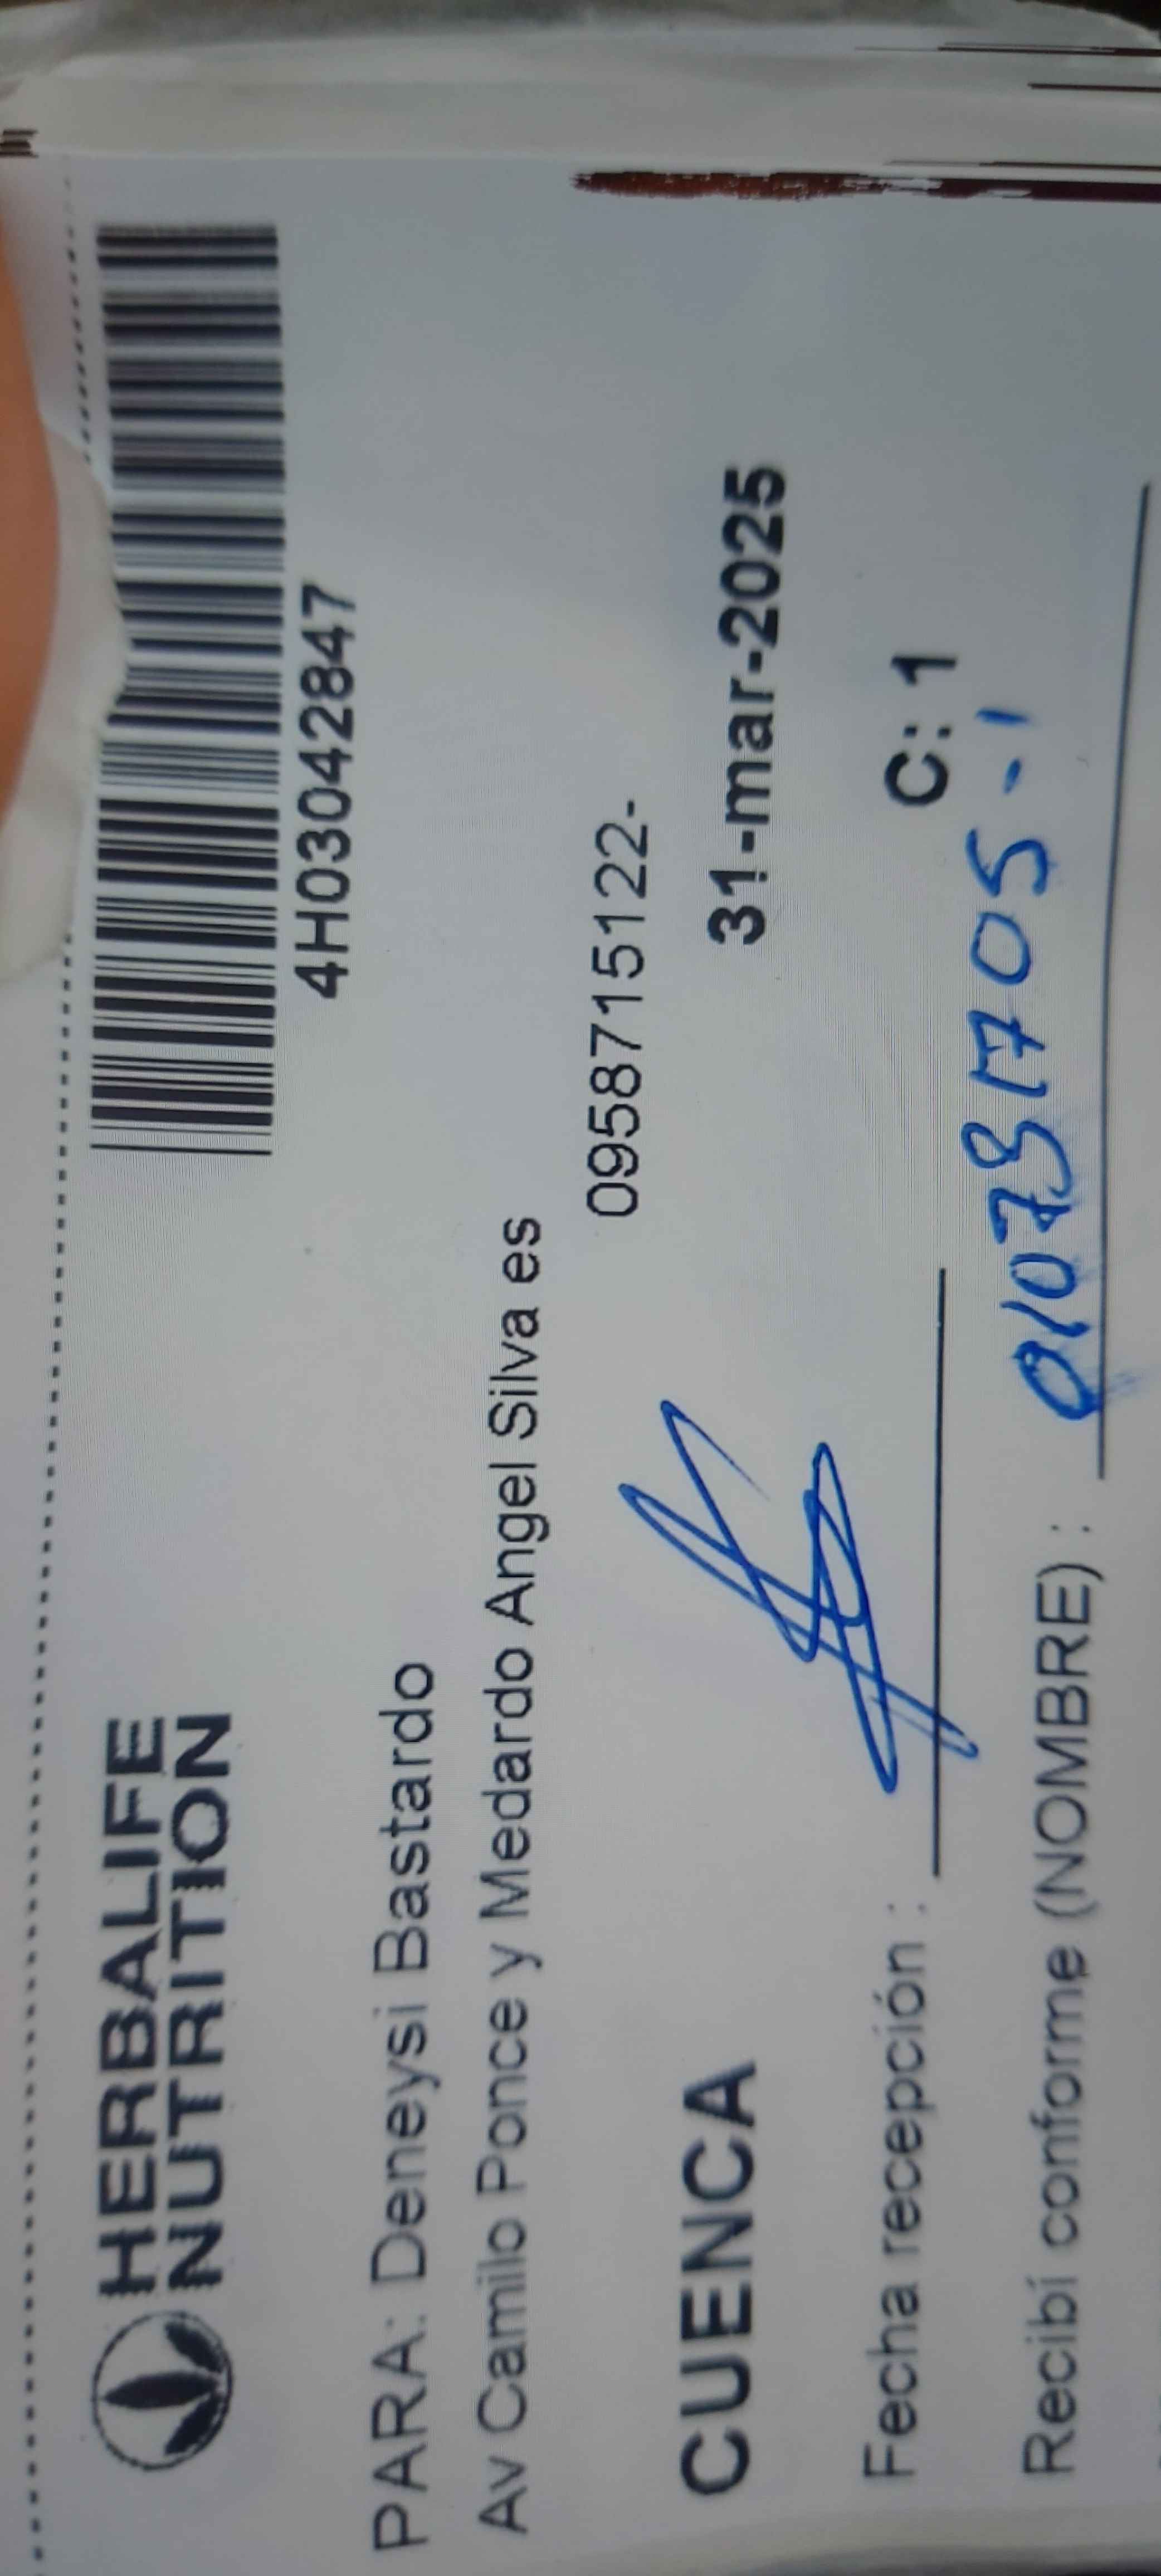 HERBALIFE
NUTRITION
4H03042847
PARA: Deneysi Bastardo
Av Camilo Ponce y Medardo Angel Silva es
0958715122-
CUENCA
31-mar-2025
Fecha recepción :
C: 1
Recibí conforme (NOMBRE) :